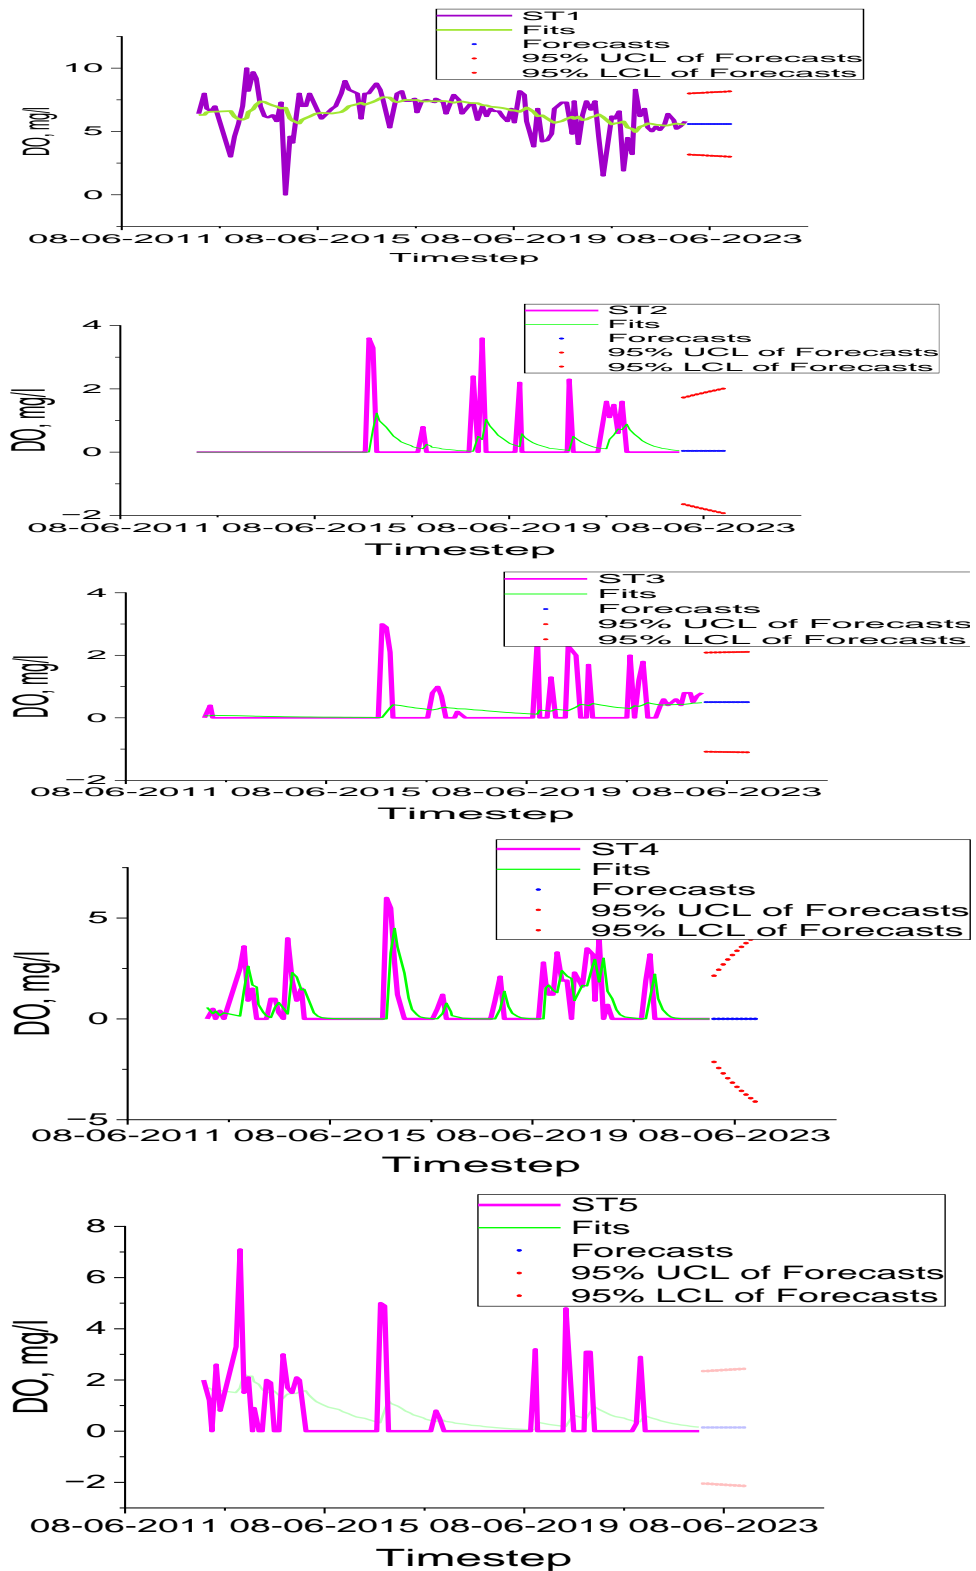 ST1
Fits
Forecasts
95% UCL of Forecasts
95% LCL of Forecasts
10
5
0
DO, mg/l
08-06-2011 08-06-2015 08-06-2019 08-06-2023
Timestep
ST2
Fits
Forecasts
95% UCL of Forecasts
95% LCL of Forecasts
4
2
0
−2
DO, mg/l
08-06-2011 08-06-2015 08-06-2019 08-06-2023
Timestep
ST3
Fits
Forecasts
95% UCL of Forecasts
95% LCL of Forecasts
4
2
0
−2
DO, mg/l
08-06-2011 08-06-2015 08-06-2019 08-06-2023
Timestep
ST4
Fits
Forecasts
95% UCL of Forecasts
95% LCL of Forecasts
5
0
−5
DO, mg/l
08-06-2011 08-06-2015 08-06-2019 08-06-2023
Timestep
ST5
Fits
Forecasts
95% UCL of Forecasts
95% LCL of Forecasts
8
6
4
2
0
−2
DO, mg/l
08-06-2011 08-06-2015 08-06-2019 08-06-2023
Timestep